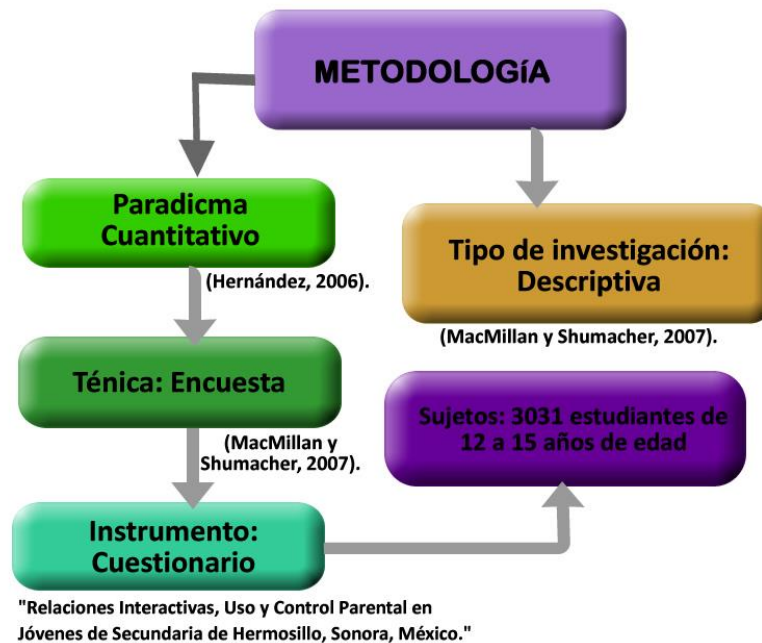 METODOLOGíA
Paradicma
Cuantitativo
(Hernández, 2006).
Tipo de investigación:
Descriptiva
(MacMillan y Shumacher, 2007).
Ténica: Encuesta
(MacMillan y
Shumacher, 2007).
Sujetos: 3031 estudiantes de
12 a 15 años de edad
Instrumento:
Cuestionario
"Relaciones Interactivas, Uso y Control Parental en
Jóvenes de Secundaria de Hermosillo, Sonora, México."